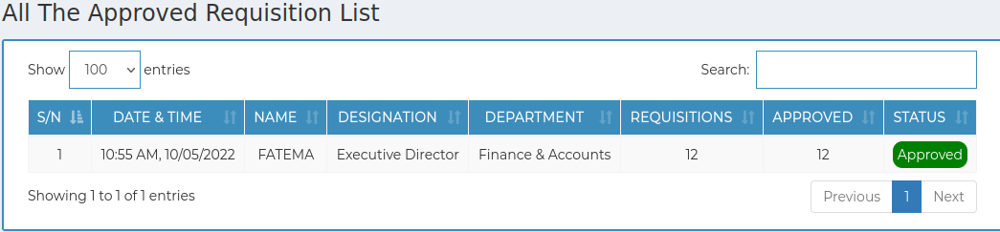 All The Approved Requisition List
Show 100 entries Search:
S/N DATE & TIME NAME DESIGNATION DEPARTMENT REQUISITIONS APPROVED STATUS
1 10:55 AM, 10/05/2022 FATEMA Executive Director Finance & Accounts 12 12 Approved
Showing 1 to 1 of 1 entries Previous 1 Next